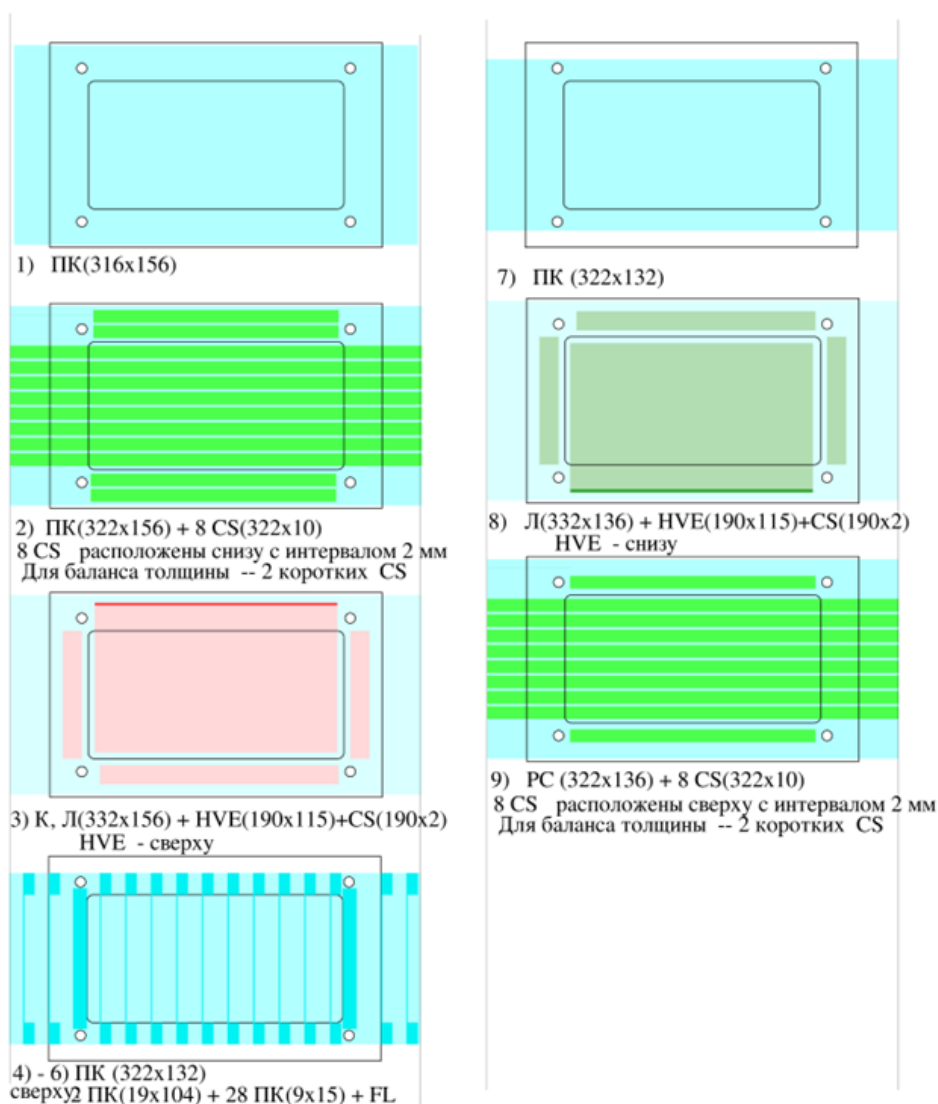 1) ПК(316x156)
2) ПК(322x156) + 8 CS(322x10)
8 CS расположены снизу с интервалом 2 мм
Для баланса толщины -- 2 коротких CS
3) К, Л(332x156) + HVE(190x115)+CS(190x2)
HVE - сверху
4) - 6) ПК (322x132)
сверху 2 ПК(19x104) + 28 ПК(9x15) + FL
7) ПК (322x132)
8) Л(332x136) + HVE(190x115)+CS(190x2)
HVE - снизу
9) PC (322x136) + 8 CS(322x10)
8 CS расположены сверху с интервалом 2 мм
Для баланса толщины -- 2 коротких CS